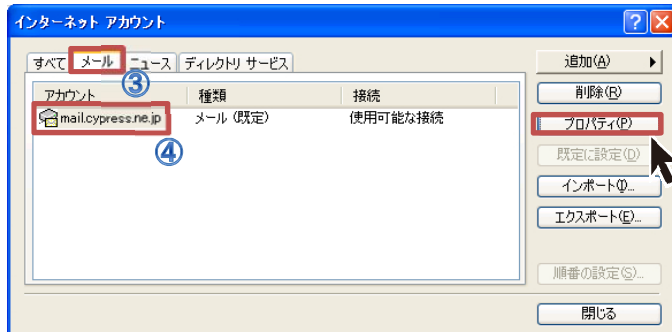 インターネット アカウント
すべて メール ニュース ディレクトリ サービス
③
アカウント 種類 接続
mail.cypress.ne.jp メール (既定) 使用可能な接続
④
追加(A)
削除(R)
プロパティ(P)
既定に設定(D)
インポート(I)...
エクスポート(E)...
順番の設定(S)...
閉じる